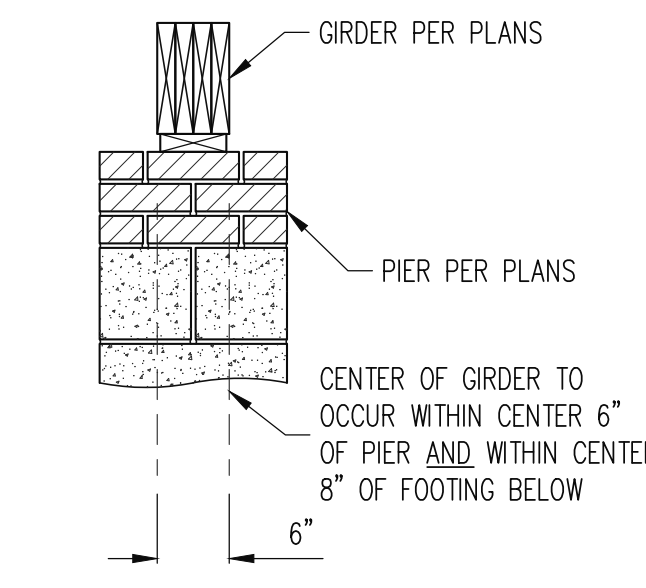 GIRDER PER PLANS
PIER PER PLANS
CENTER OF GIRDER TO
OCCUR WITHIN CENTER 6”
OF PIER AND WITHIN CENTER
8” OF FOOTING BELOW
6”